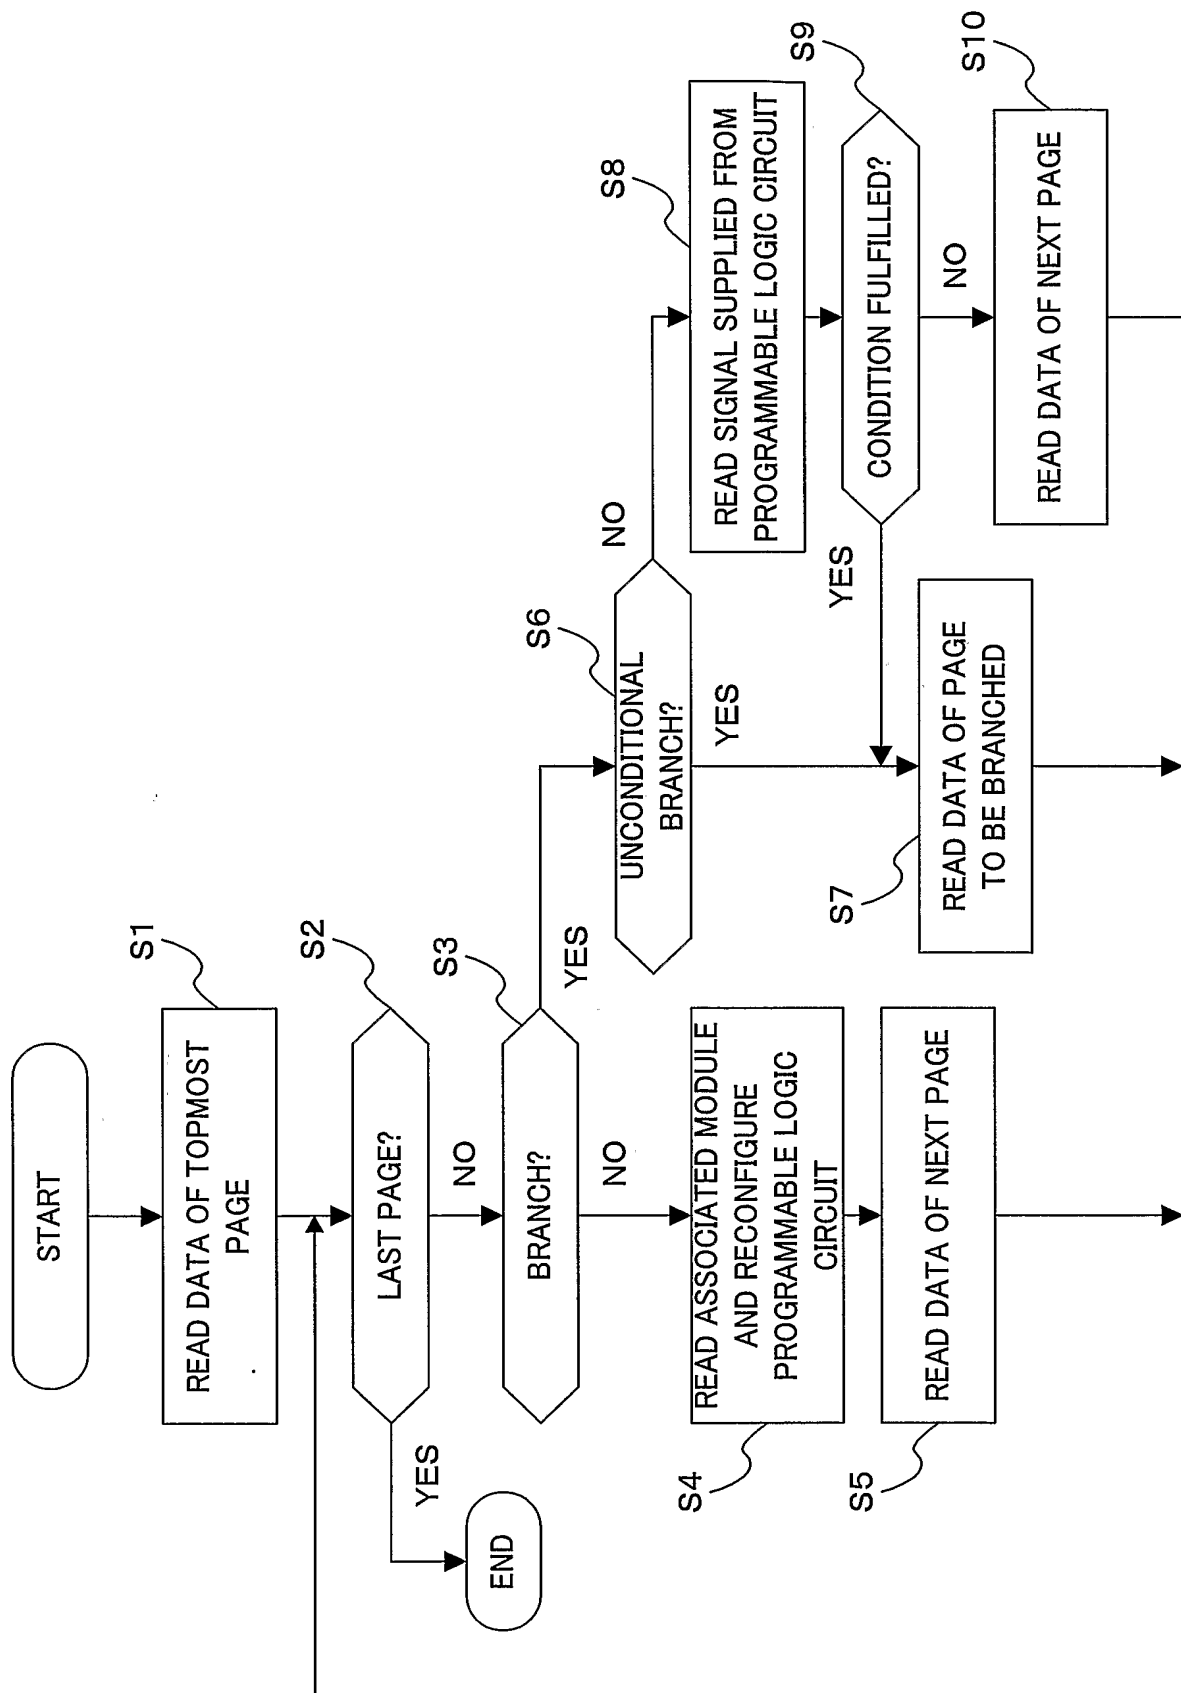 START
S1
READ DATA OF TOPMOST
PAGE
S2
LAST PAGE?
YES
NO
END
S3
BRANCH?
YES
NO
S4
READ ASSOCIATED MODULE
AND RECONFIGURE
PROGRAMMABLE LOGIC
CIRCUIT
S5
READ DATA OF NEXT PAGE
S6
UNCONDITIONAL
BRANCH?
NO
YES
S7
READ DATA OF PAGE
TO BE BRANCHED
S8
READ SIGNAL SUPPLIED FROM
PROGRAMMABLE LOGIC CIRCUIT
S9
CONDITION FULFILLED?
YES
NO
S10
READ DATA OF NEXT PAGE